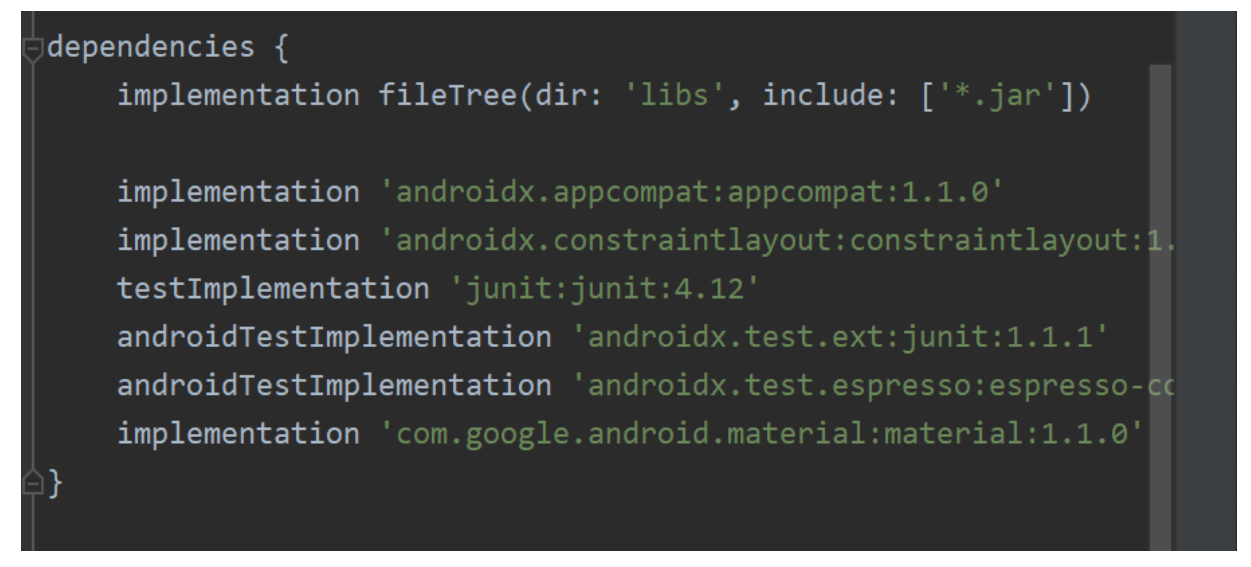 dependencies {
implementation fileTree(dir: 'libs', include: ['*.jar'])
implementation 'androidx.appcompat:appcompat:1.1.0'
implementation 'androidx.constraintlayout:constraintlayout:1.
testImplementation 'junit:junit:4.12'
androidTestImplementation 'androidx.test.ext:junit:1.1.1'
androidTestImplementation 'androidx.test.espresso:espresso-co
implementation 'com.google.android.material:material:1.1.0'
}